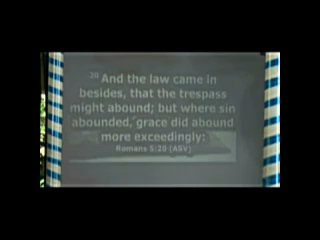 20 And the law came in
besides, that the trespass
might abound; but where sin
abounded, grace did abound
more exceedingly:
Romans 5:20 (ASV)